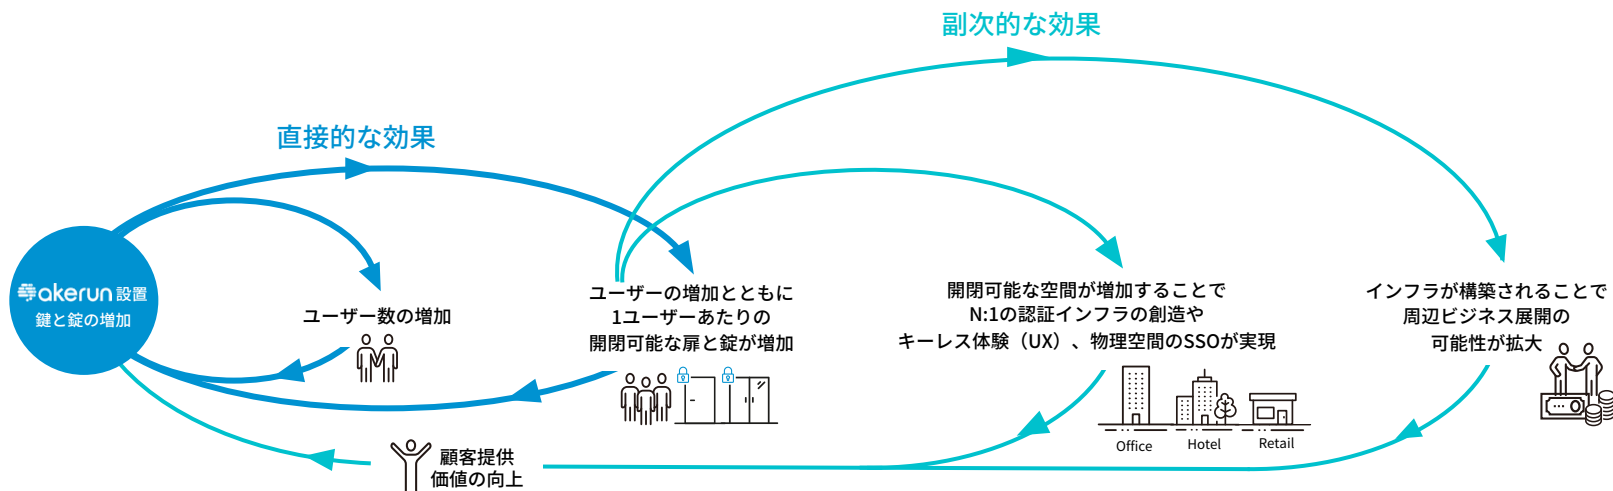 副次的な効果
直接的な効果
akerun 設置
鍵と錠の増加
ユーザー数の増加
ユーザーの増加とともに
1ユーザーあたりの
開閉可能な扉と錠が増加
開閉可能な空間が増加することで
N:1の認証インフラの創造や
キーレス体験（UX）、物理空間のSSOが実現
インフラが構築されることで
周辺ビジネス展開の
可能性が拡大
Office
Hotel
Retail
顧客提供
価値の向上